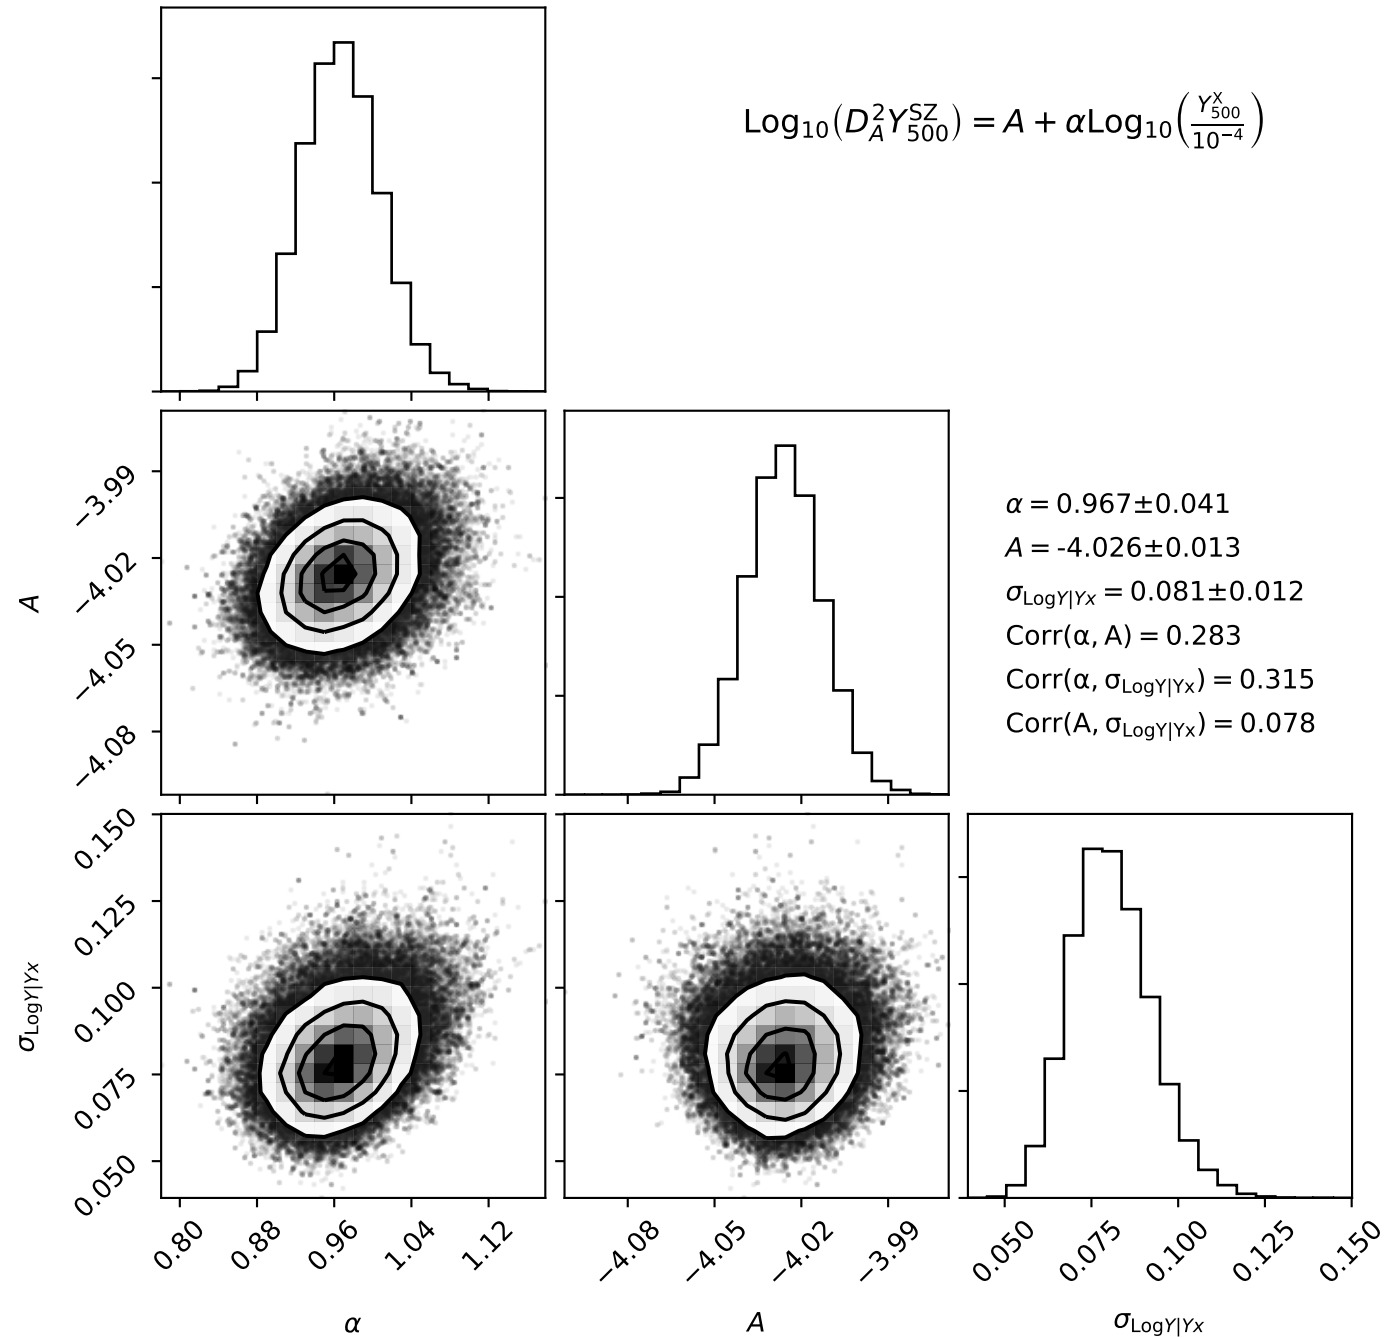 Log₁₀(D_A²Y₅₀₀^SZ) = A + αLog₁₀(Y₅₀₀^X / 10⁻⁴)
−3.99
−4.02
−4.05
−4.08
A
α = 0.967±0.041
A = -4.026±0.013
σ_LogY|Yx = 0.081±0.012
Corr(α, A) = 0.283
Corr(α, σ_LogY|Yx) = 0.315
Corr(A, σ_LogY|Yx) = 0.078
0.150
0.125
0.100
0.075
0.050
σ_LogY|Yx
0.80 0.88 0.96 1.04 1.12
−4.08 −4.05 −4.02 −3.99
0.050 0.075 0.100 0.125 0.150
α
A
σ_LogY|Yx